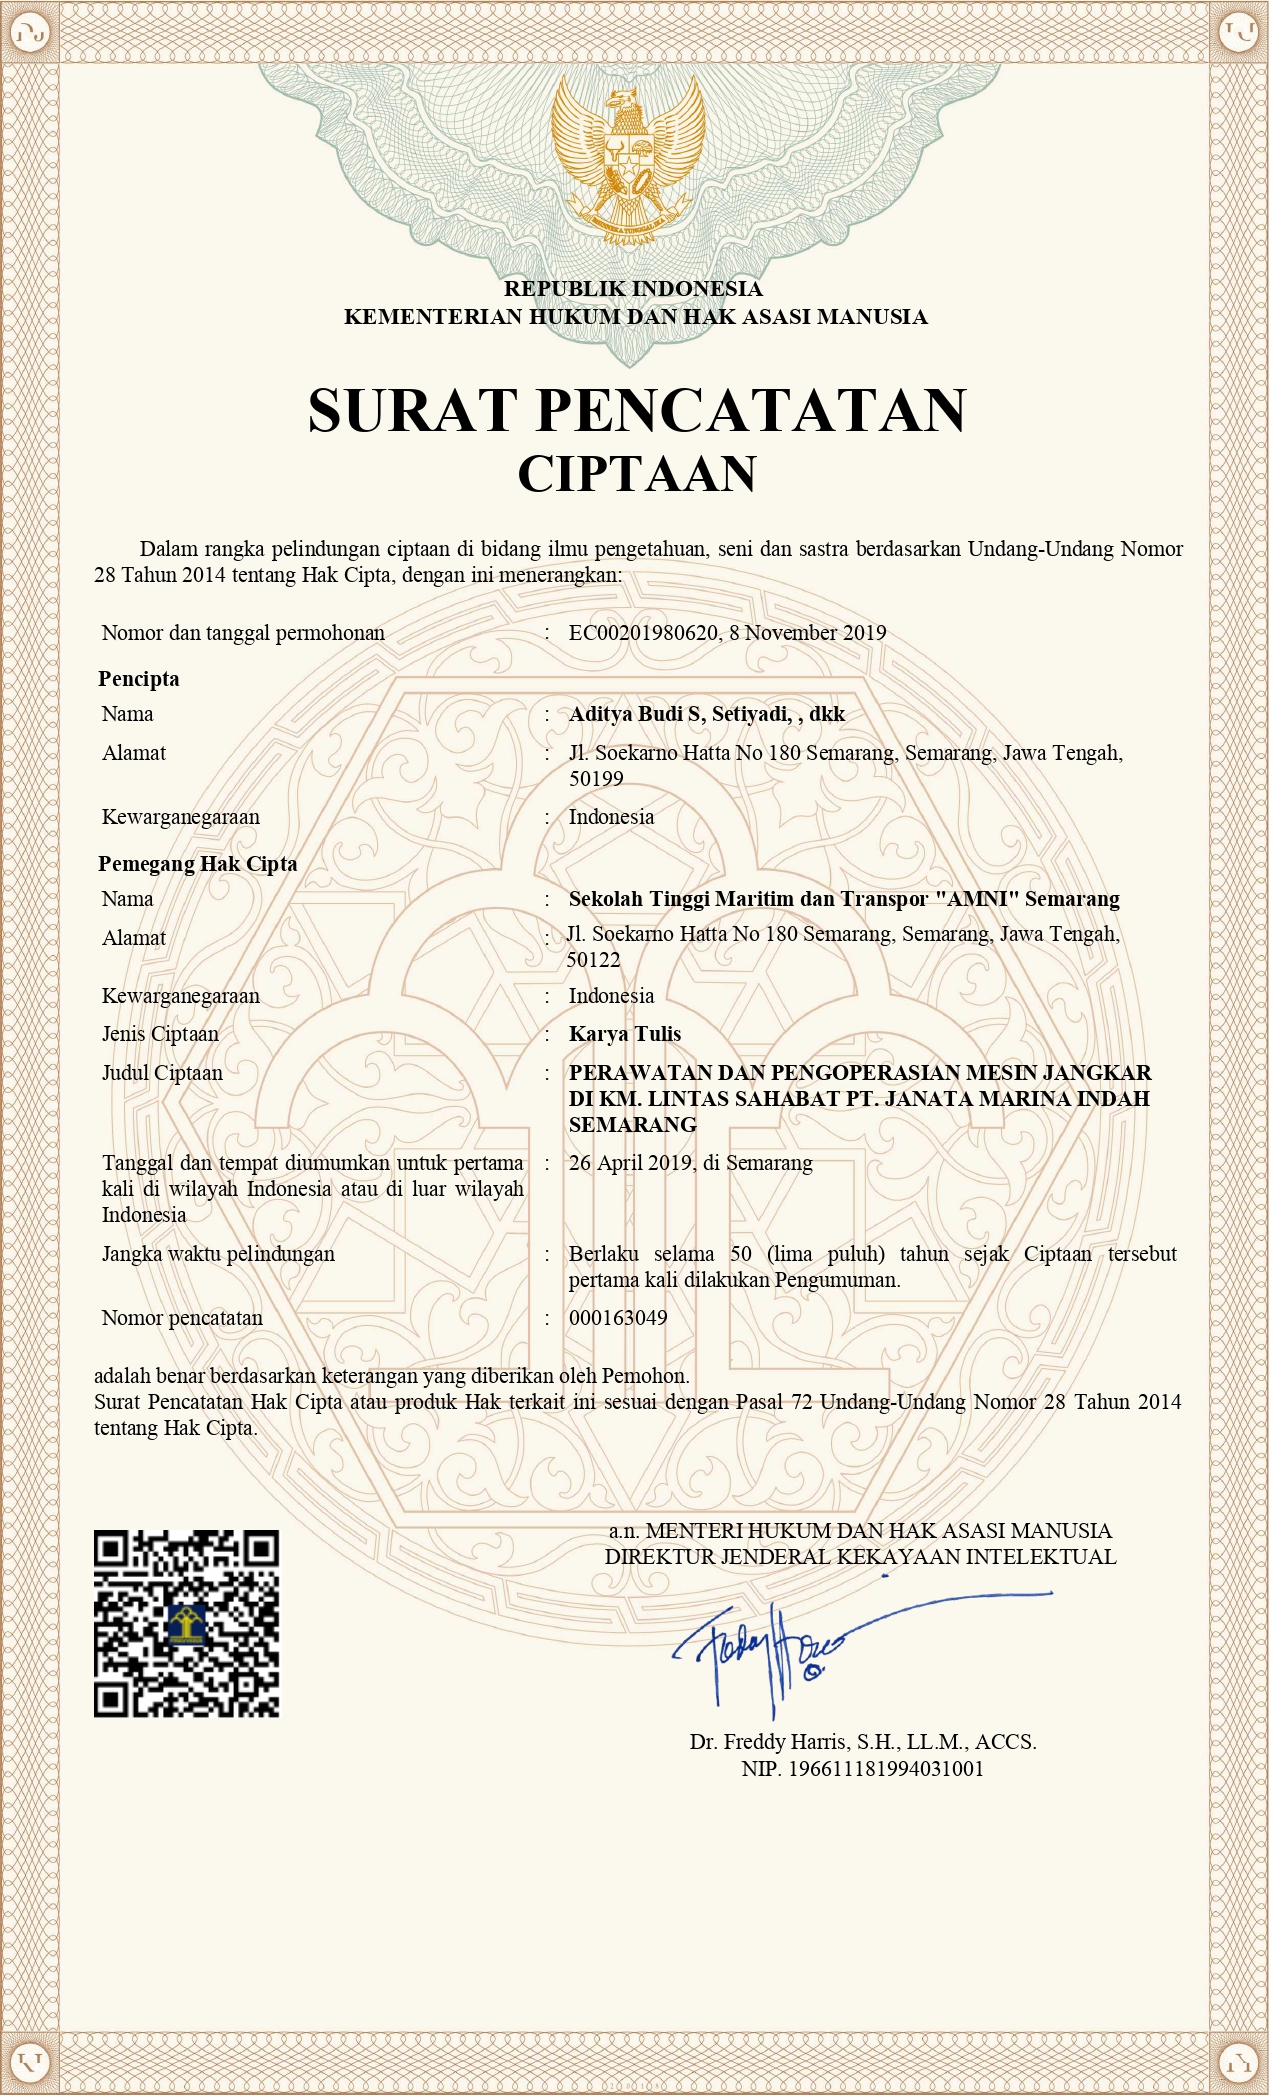 REPUBLIK INDONESIA
KEMENTERIAN HUKUM DAN HAK ASASI MANUSIA
SURAT PENCATATAN
CIPTAAN
Dalam rangka pelindungan ciptaan di bidang ilmu pengetahuan, seni dan sastra berdasarkan Undang-Undang Nomor
28 Tahun 2014 tentang Hak Cipta, dengan ini menerangkan:
Nomor dan tanggal permohonan : EC00201980620, 8 November 2019
Pencipta
Nama : Aditya Budi S, Setiyadi, , dkk
Alamat : Jl. Soekarno Hatta No 180 Semarang, Semarang, Jawa Tengah,
50199
Kewarganegaraan : Indonesia
Pemegang Hak Cipta
Nama : Sekolah Tinggi Maritim dan Transpor "AMNI" Semarang
Alamat : Jl. Soekarno Hatta No 180 Semarang, Semarang, Jawa Tengah,
50122
Kewarganegaraan : Indonesia
Jenis Ciptaan : Karya Tulis
Judul Ciptaan : PERAWATAN DAN PENGOPERASIAN MESIN JANGKAR
DI KM. LINTAS SAHABAT PT. JANATA MARINA INDAH
SEMARANG
Tanggal dan tempat diumumkan untuk pertama : 26 April 2019, di Semarang
kali di wilayah Indonesia atau di luar wilayah
Indonesia
Jangka waktu pelindungan : Berlaku selama 50 (lima puluh) tahun sejak Ciptaan tersebut
pertama kali dilakukan Pengumuman.
Nomor pencatatan : 000163049
adalah benar berdasarkan keterangan yang diberikan oleh Pemohon.
Surat Pencatatan Hak Cipta atau produk Hak terkait ini sesuai dengan Pasal 72 Undang-Undang Nomor 28 Tahun 2014
tentang Hak Cipta.
a.n. MENTERI HUKUM DAN HAK ASASI MANUSIA
DIREKTUR JENDERAL KEKAYAAN INTELEKTUAL
Dr. Freddy Harris, S.H., LL.M., ACCS.
NIP. 196611181994031001